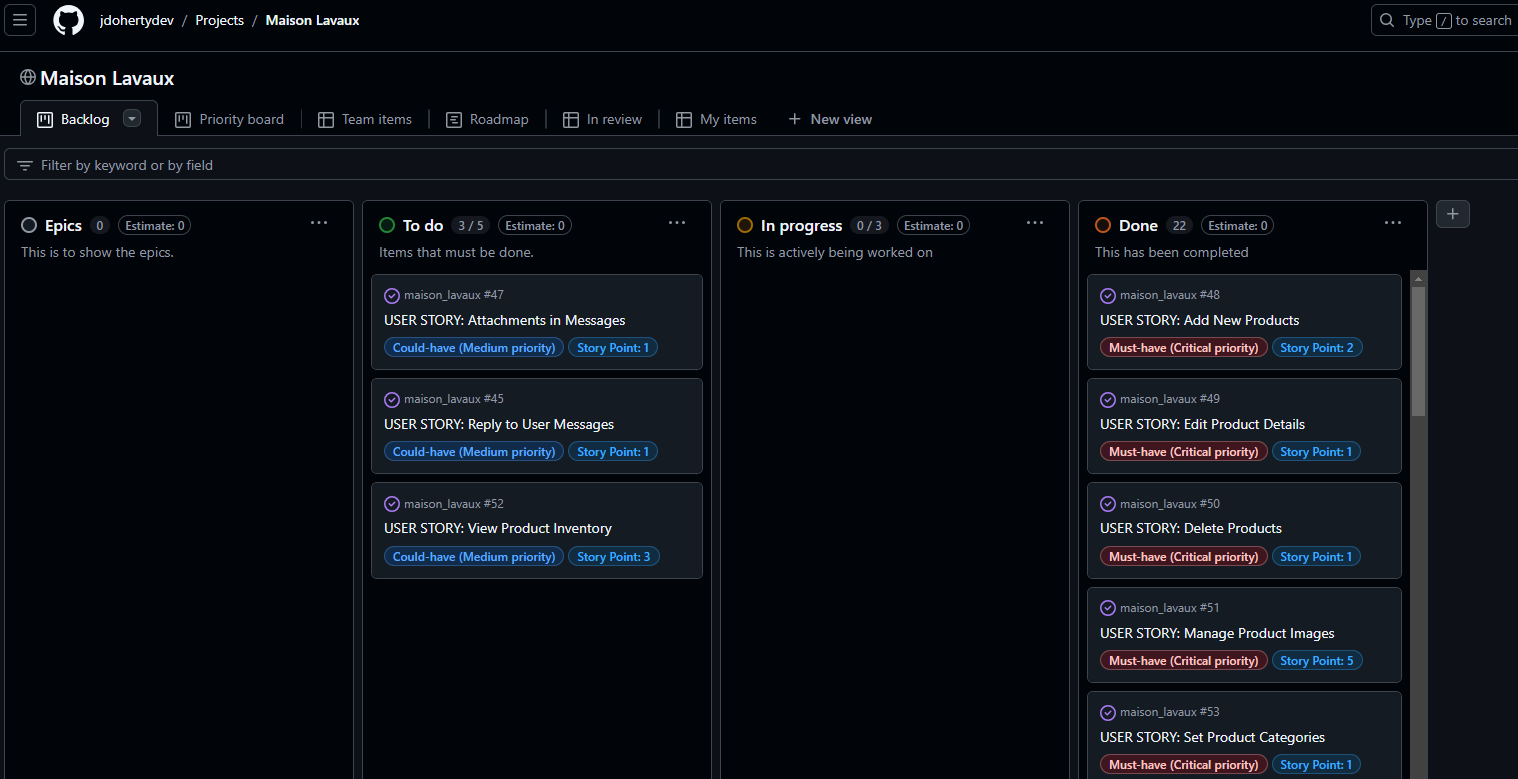 jdohertydev / Projects / Maison Lavaux
Type / to search
Maison Lavaux
Backlog
Priority board
Team items
Roadmap
In review
My items
+ New view
Filter by keyword or by field
Epics 0 Estimate: 0 ...
This is to show the epics.
To do 3 / 5 Estimate: 0 ...
Items that must be done.
maison_lavaux #47
USER STORY: Attachments in Messages
Could-have (Medium priority) Story Point: 1
maison_lavaux #45
USER STORY: Reply to User Messages
Could-have (Medium priority) Story Point: 1
maison_lavaux #52
USER STORY: View Product Inventory
Could-have (Medium priority) Story Point: 3
In progress 0 / 3 Estimate: 0 ...
This is actively being worked on
Done 22 Estimate: 0 ...
This has been completed
maison_lavaux #48
USER STORY: Add New Products
Must-have (Critical priority) Story Point: 2
maison_lavaux #49
USER STORY: Edit Product Details
Must-have (Critical priority) Story Point: 1
maison_lavaux #50
USER STORY: Delete Products
Must-have (Critical priority) Story Point: 1
maison_lavaux #51
USER STORY: Manage Product Images
Must-have (Critical priority) Story Point: 5
maison_lavaux #53
USER STORY: Set Product Categories
Must-have (Critical priority) Story Point: 1
+